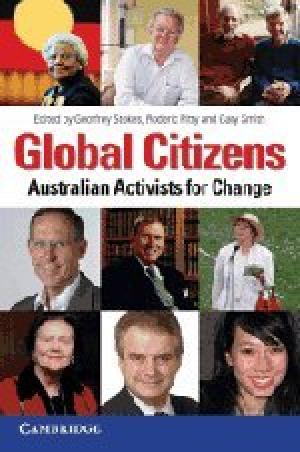 Edited by Geoffrey Stokes, Roderic Pitty and Gary Smith
Global Citizens
Australian Activists for Change
CAMBRIDGE